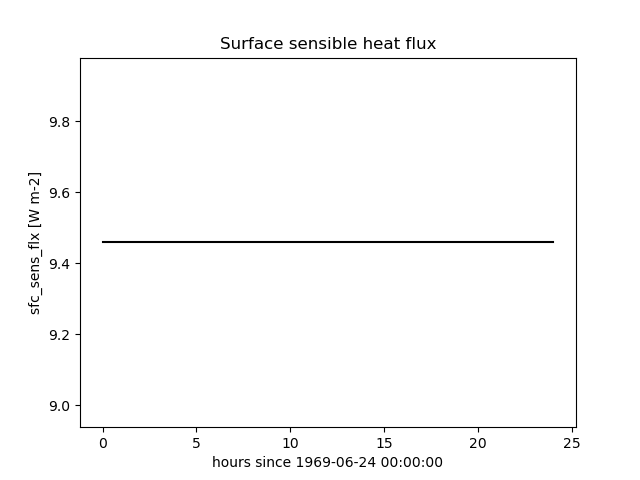 Surface sensible heat flux
sfc_sens_flx [W m-2]
9.8
9.6
9.4
9.2
9.0
0 5 10 15 20 25
hours since 1969-06-24 00:00:00